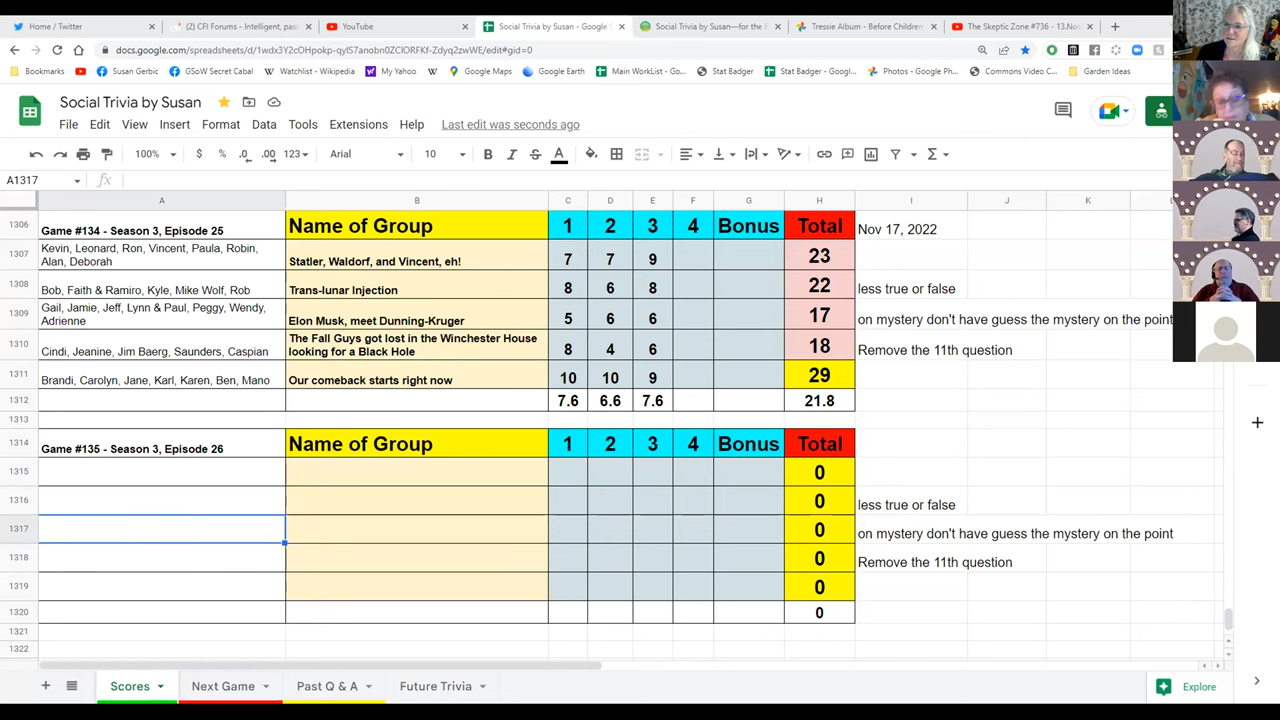 Home / Twitter
(2) CFI Forums - Intelligent, pas
YouTube
Social Trivia by Susan - Google S
Social Trivia by Susan—for the F
Tressie Album - Before Children
The Skeptic Zone #736 - 13.Nov
docs.google.com/spreadsheets/d/1wdx3Y2cOHpokp-qyIS7anobn0ZCIORFKf-Zdyq2zwWE/edit#gid=0
Bookmarks
Susan Gerbic
GSoW Secret Cabal
Watchlist - Wikipedia
My Yahoo
Google Maps
Google Earth
Main WorkList - Go...
Stat Badger
Stat Badger - Googl...
Photos - Google Ph...
Commons Video C...
Garden Ideas
Social Trivia by Susan
File Edit View Insert Format Data Tools Extensions Help Last edit was seconds ago
100% $ % .0 .00 123 Arial 10 B I S A
A1317 fx
A B C D E F G H I J K
1306 Game #134 - Season 3, Episode 25 Name of Group 1 2 3 4 Bonus Total Nov 17, 2022
Kevin, Leonard, Ron, Vincent, Paula, Robin,
1307 Alan, Deborah Statler, Waldorf, and Vincent, eh! 7 7 9 23
1308 Bob, Faith & Ramiro, Kyle, Mike Wolf, Rob Trans-lunar Injection 8 6 8 22 less true or false
Gail, Jamie, Jeff, Lynn & Paul, Peggy, Wendy,
1309 Adrienne Elon Musk, meet Dunning-Kruger 5 6 6 17 on mystery don't have guess the mystery on the point
The Fall Guys got lost in the Winchester House
1310 Cindi, Jeanine, Jim Baerg, Saunders, Caspian looking for a Black Hole 8 4 6 18 Remove the 11th question
1311 Brandi, Carolyn, Jane, Karl, Karen, Ben, Mano Our comeback starts right now 10 10 9 29
1312 7.6 6.6 7.6 21.8
1313
1314 Game #135 - Season 3, Episode 26 Name of Group 1 2 3 4 Bonus Total
1315 0
1316 0 less true or false
1317 0 on mystery don't have guess the mystery on the point
1318 0 Remove the 11th question
1319 0
1320 0
1321
1322
Scores Next Game Past Q & A Future Trivia Explore